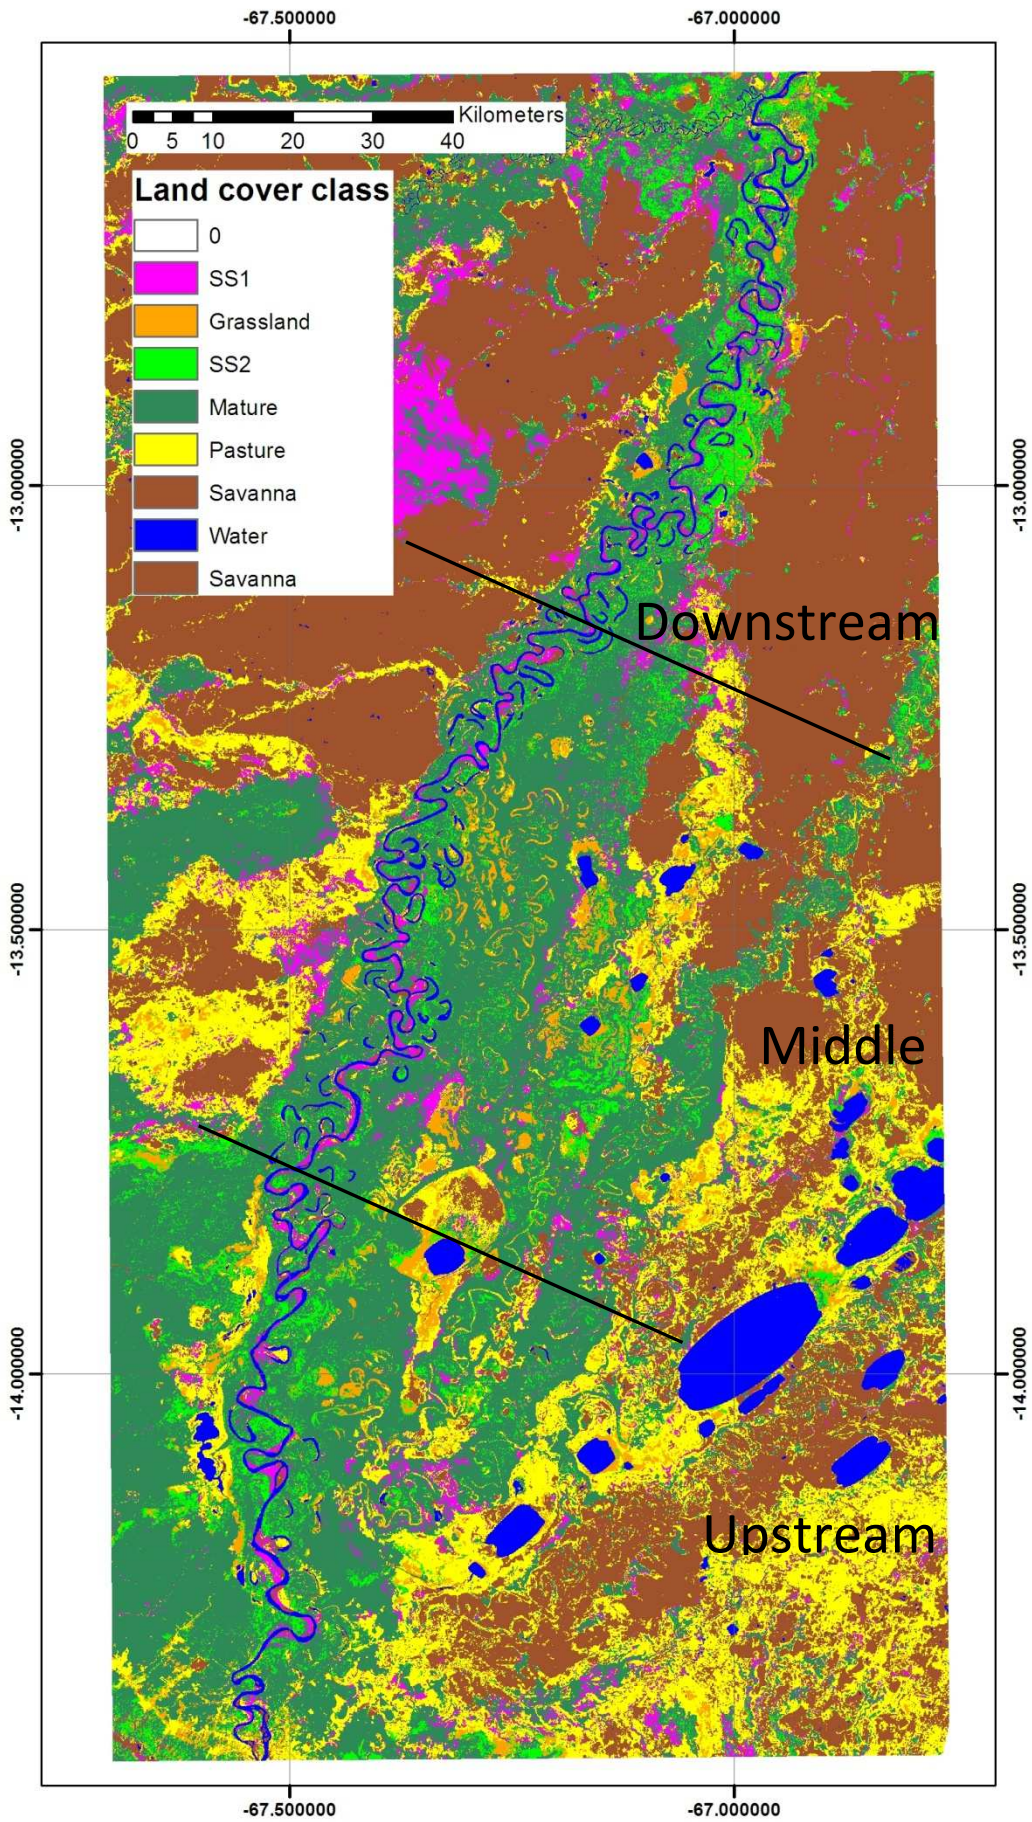 -67.500000 -67.000000
Kilometers
0 5 10 20 30 40
Land cover class
0
SS1
Grassland
SS2
Mature
Pasture
Savanna
Water
Savanna
-13.000000 -13.000000
Downstream
-13.500000 -13.500000
Middle
-14.000000 -14.000000
Upstream
-67.500000 -67.000000